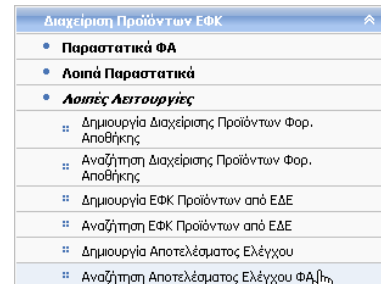 Διαχείριση Προϊόντων ΕΦΚ
Παραστατικά ΦΑ
Λοιπά Παραστατικά
Λοιπές Λειτουργίες
Δημιουργία Διαχείρισης Προϊόντων Φορ.
Αποθήκης
Αναζήτηση Διαχείρισης Προϊόντων Φορ.
Αποθήκης
Δημιουργία ΕΦΚ Προϊόντων από ΕΔΕ
Αναζήτηση ΕΦΚ Προϊόντων από ΕΔΕ
Δημιουργία Αποτελέσματος Ελέγχου
Αναζήτηση Αποτελέσματος Ελέγχου ΦΑ